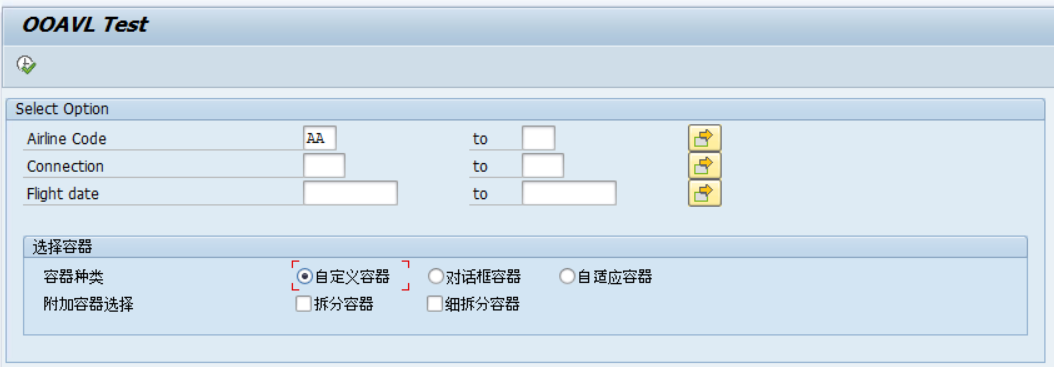 OOAVL Test
Select Option
Airline Code AA to
Connection to
Flight date to
选择容器
容器种类 自定义容器 对话框容器 自适应容器
附加容器选择 拆分容器 细拆分容器